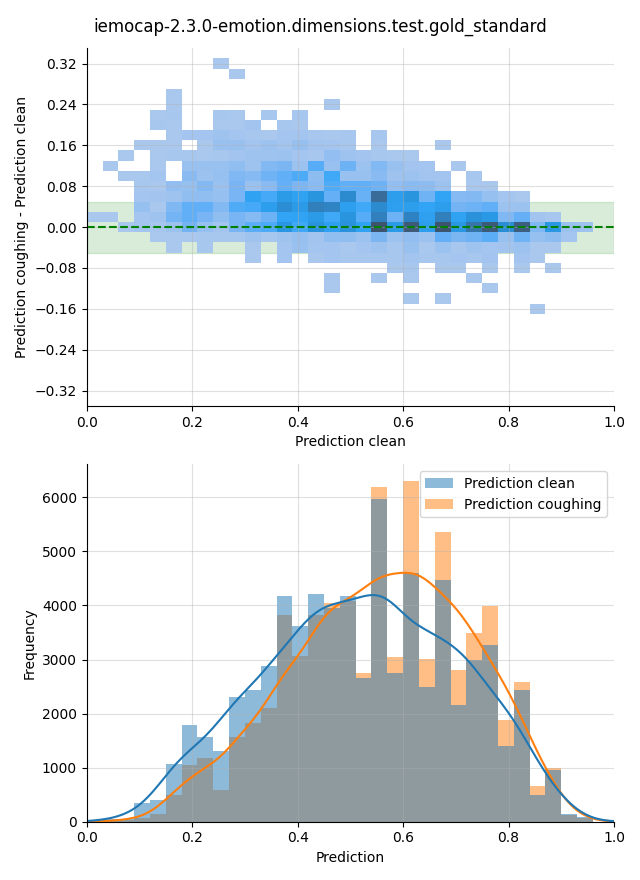 iemocap-2.3.0-emotion.dimensions.test.gold_standard
Prediction coughing - Prediction clean
0.32
0.24
0.16
0.08
0.00
−0.08
−0.16
−0.24
−0.32
0.0 0.2 0.4 0.6 0.8 1.0
Prediction clean
Frequency
6000
5000
4000
3000
2000
1000
0
Prediction clean
Prediction coughing
0.0 0.2 0.4 0.6 0.8 1.0
Prediction